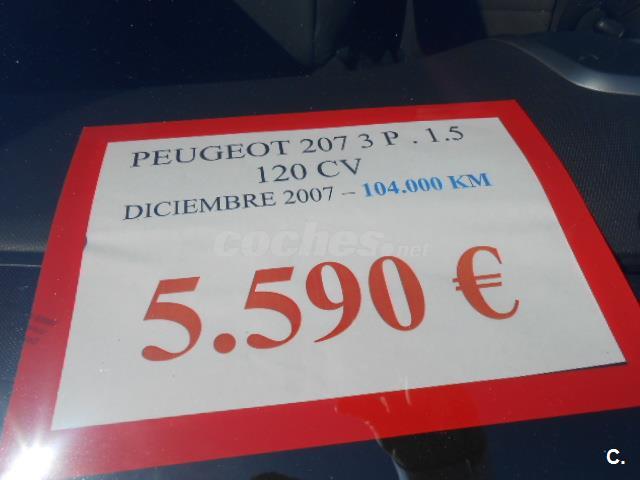 PEUGEOT 207 3 P . 1.5
120 CV
DICIEMBRE 2007 – 104.000 KM
coches.net
5.590 €
C.